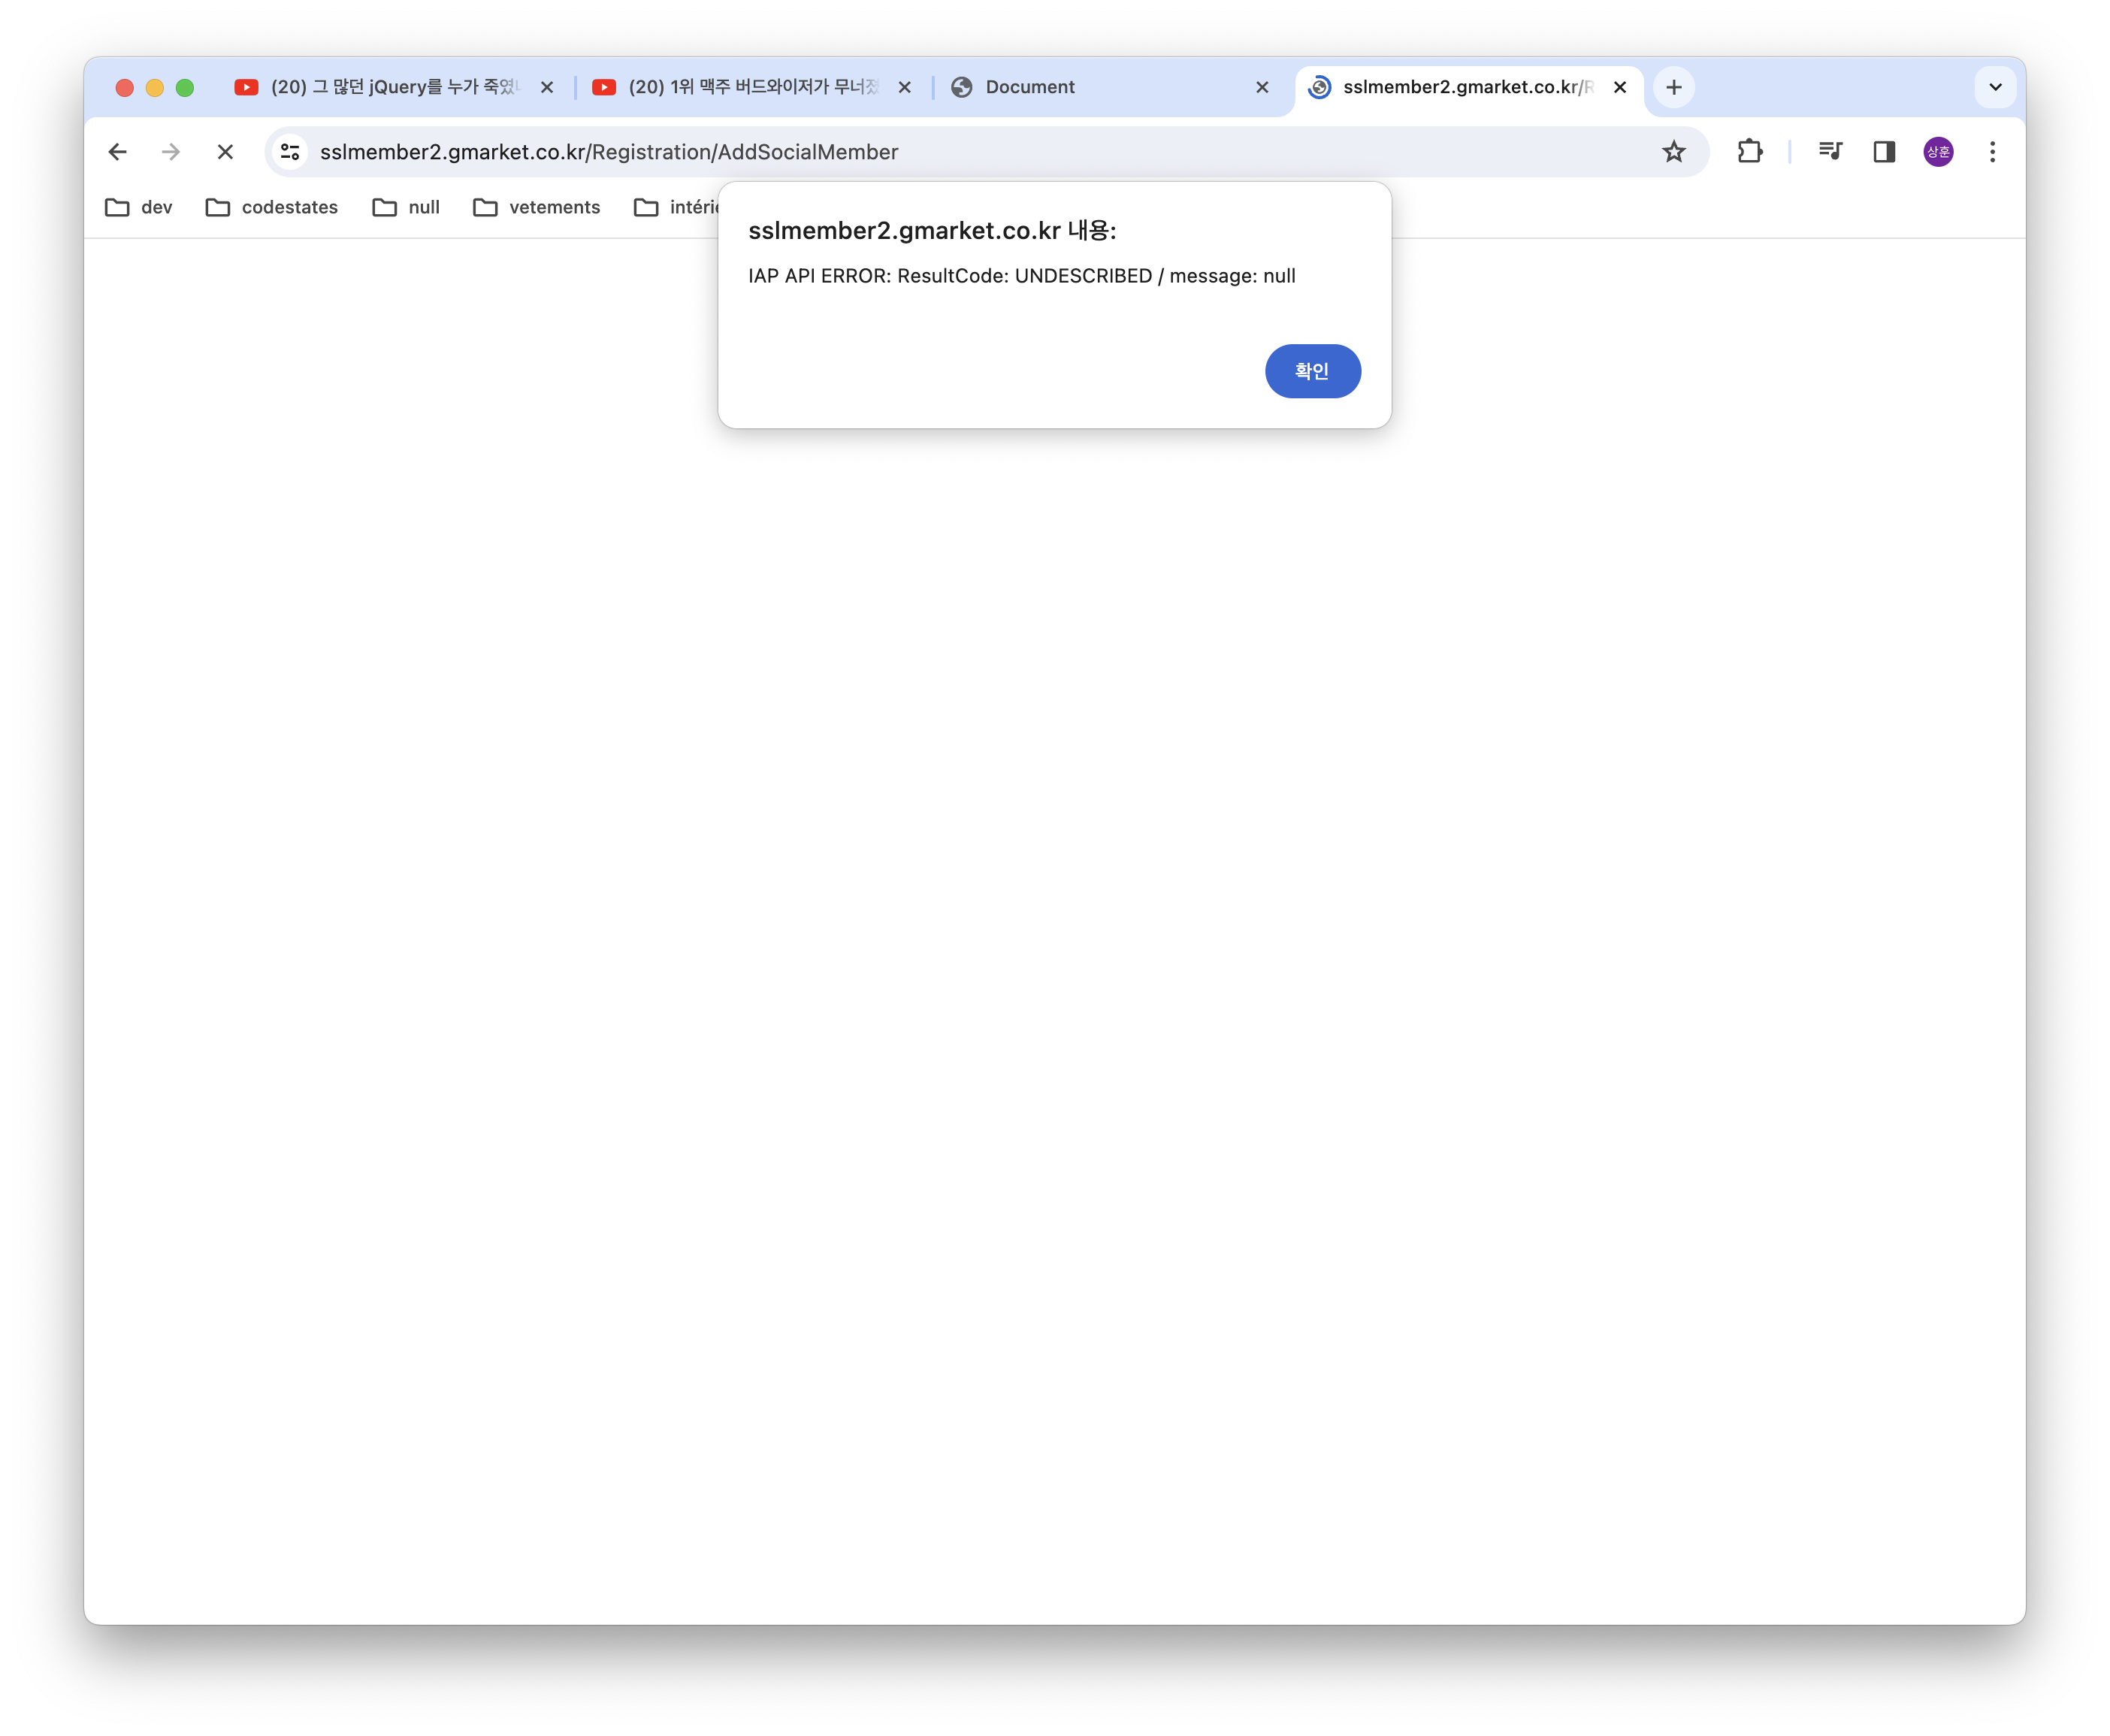 (20) 그 많던 jQuery를 누가 죽였
(20) 1위 맥주 버드와이저가 무너졌
Document
sslmember2.gmarket.co.kr/R
sslmember2.gmarket.co.kr/Registration/AddSocialMember
상훈
dev
codestates
null
vetements
intérie
sslmember2.gmarket.co.kr 내용:
IAP API ERROR: ResultCode: UNDESCRIBED / message: null
확인